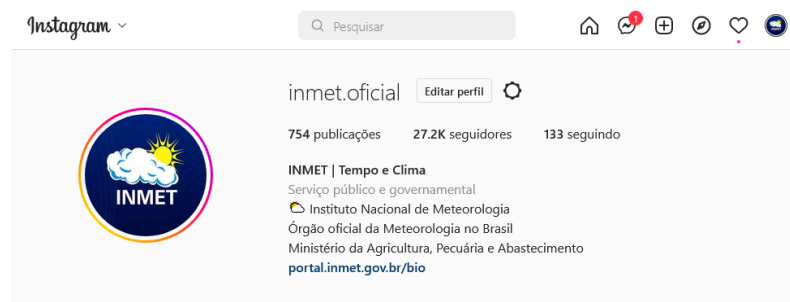 Instagram
Pesquisar
1
inmet.oficial
Editar perfil
754 publicações 27.2K seguidores 133 seguindo
INMET
INMET | Tempo e Clima
Serviço público e governamental
Instituto Nacional de Meteorologia
Órgão oficial da Meteorologia no Brasil
Ministério da Agricultura, Pecuária e Abastecimento
portal.inmet.gov.br/bio